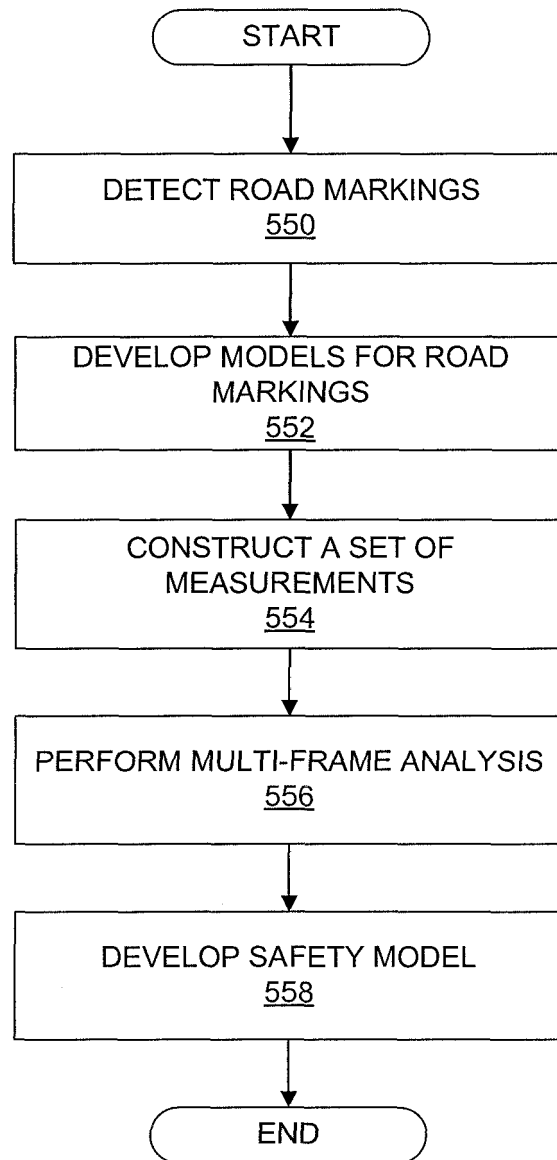 START
DETECT ROAD MARKINGS
550
DEVELOP MODELS FOR ROAD
MARKINGS
552
CONSTRUCT A SET OF
MEASUREMENTS
554
PERFORM MULTI-FRAME ANALYSIS
556
DEVELOP SAFETY MODEL
558
END